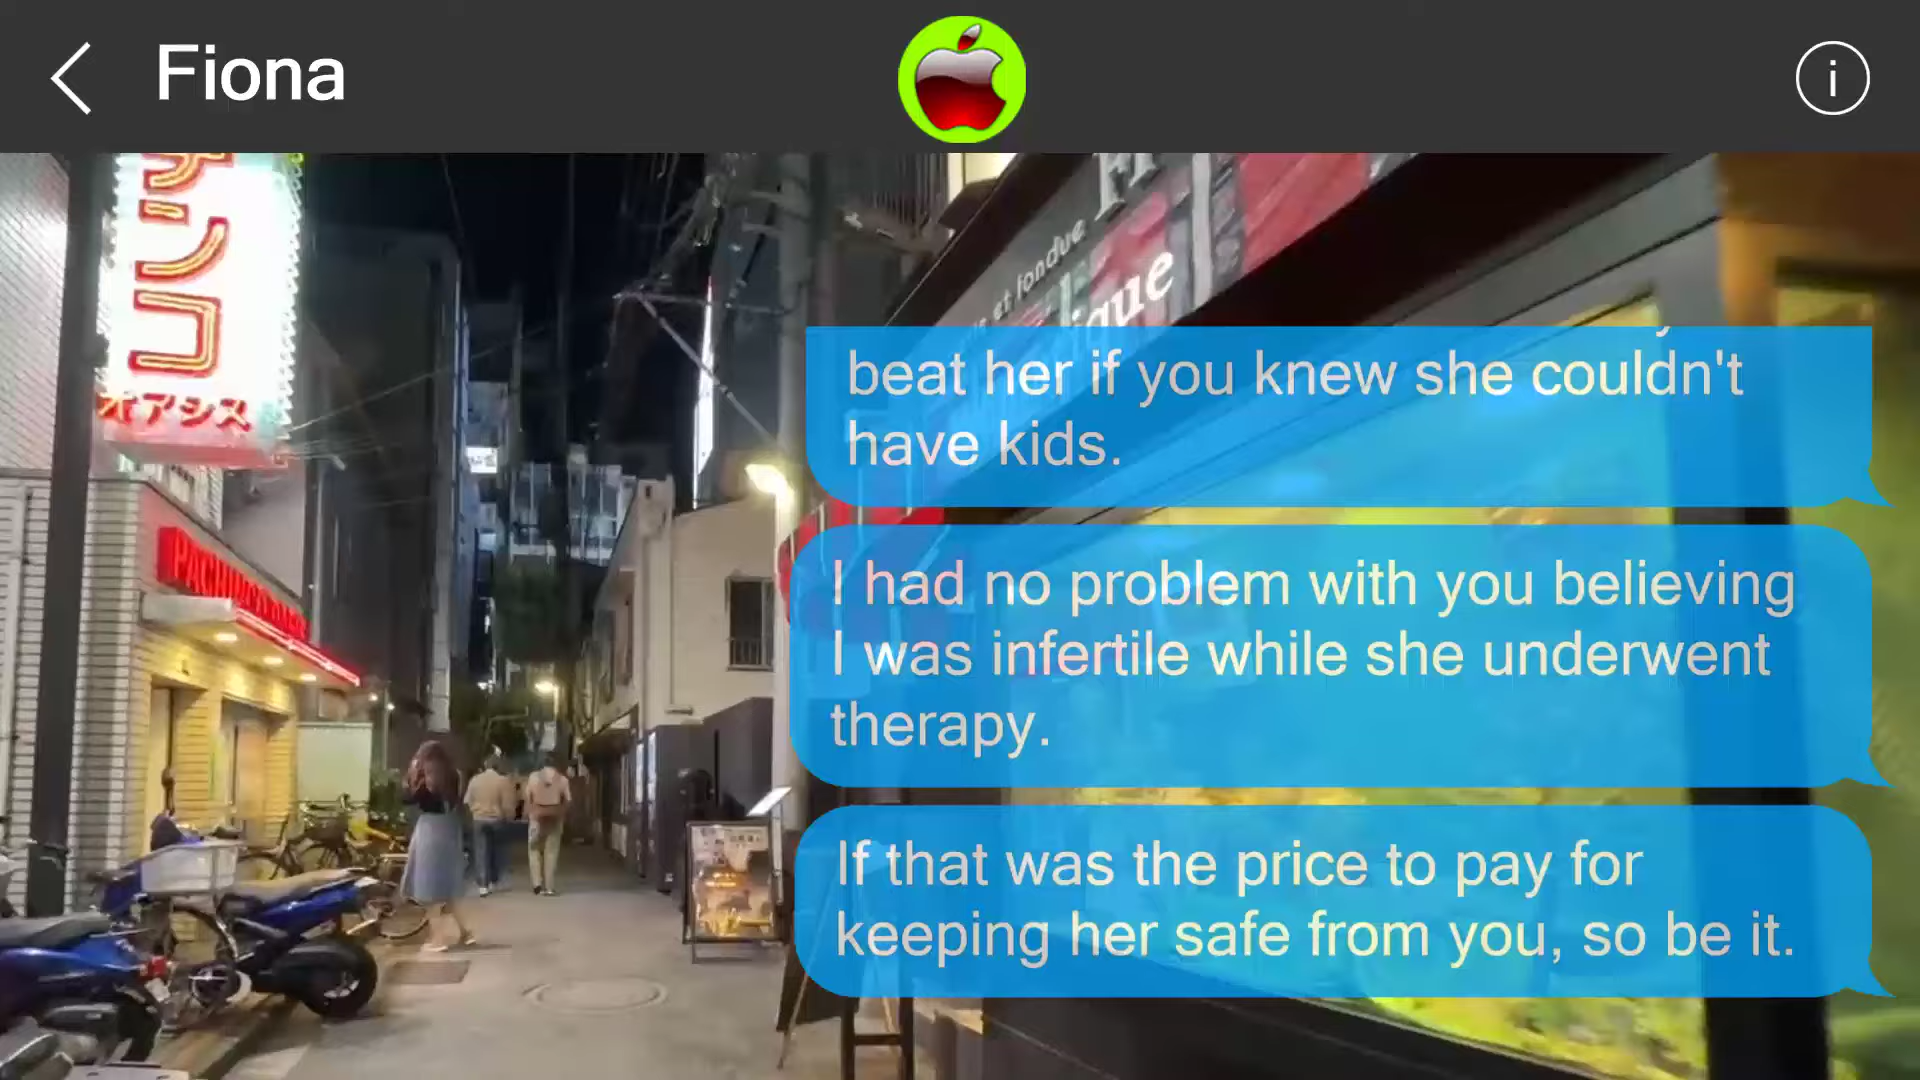 Fiona
i
チンコ
オアシス
et fondue
beat her if you knew she couldn't
have kids.
I had no problem with you believing
I was infertile while she underwent
therapy.
If that was the price to pay for
keeping her safe from you, so be it.